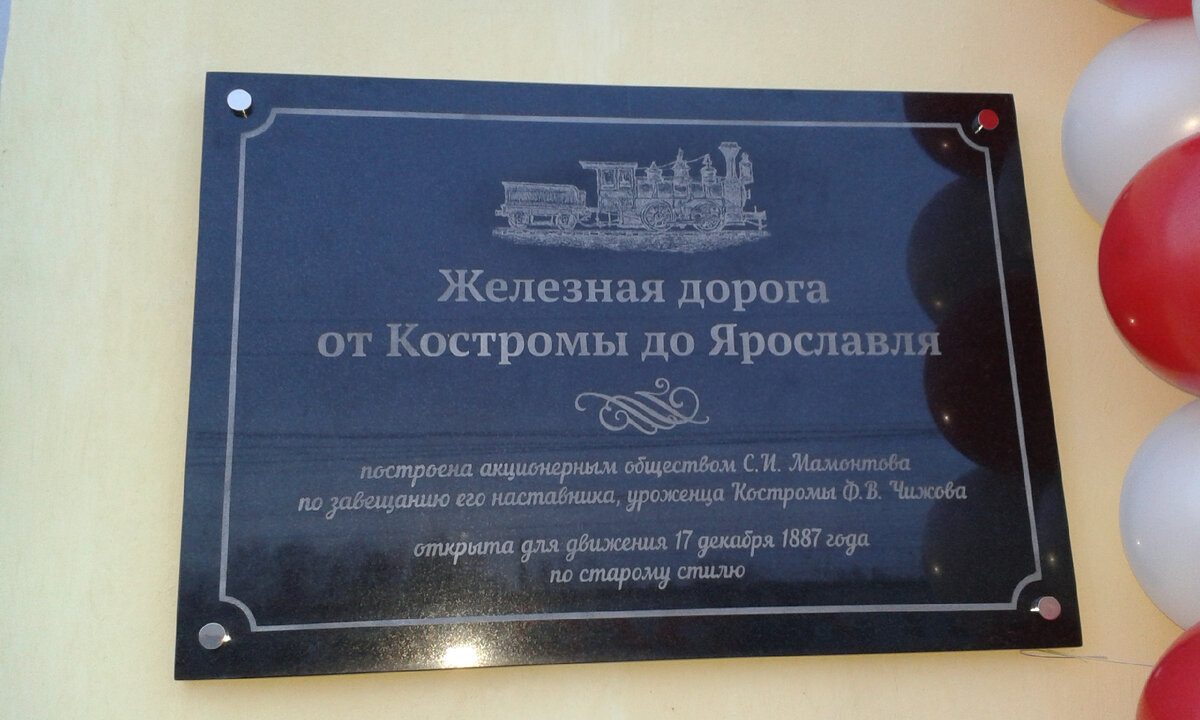 Железная дорога
от Костромы до Ярославля
построена акционерным обществом С.И. Мамонтова
по завещанию его наставника, уроженца Костромы Ф.В. Чижова
открыта для движения 17 декабря 1887 года
по старому стилю